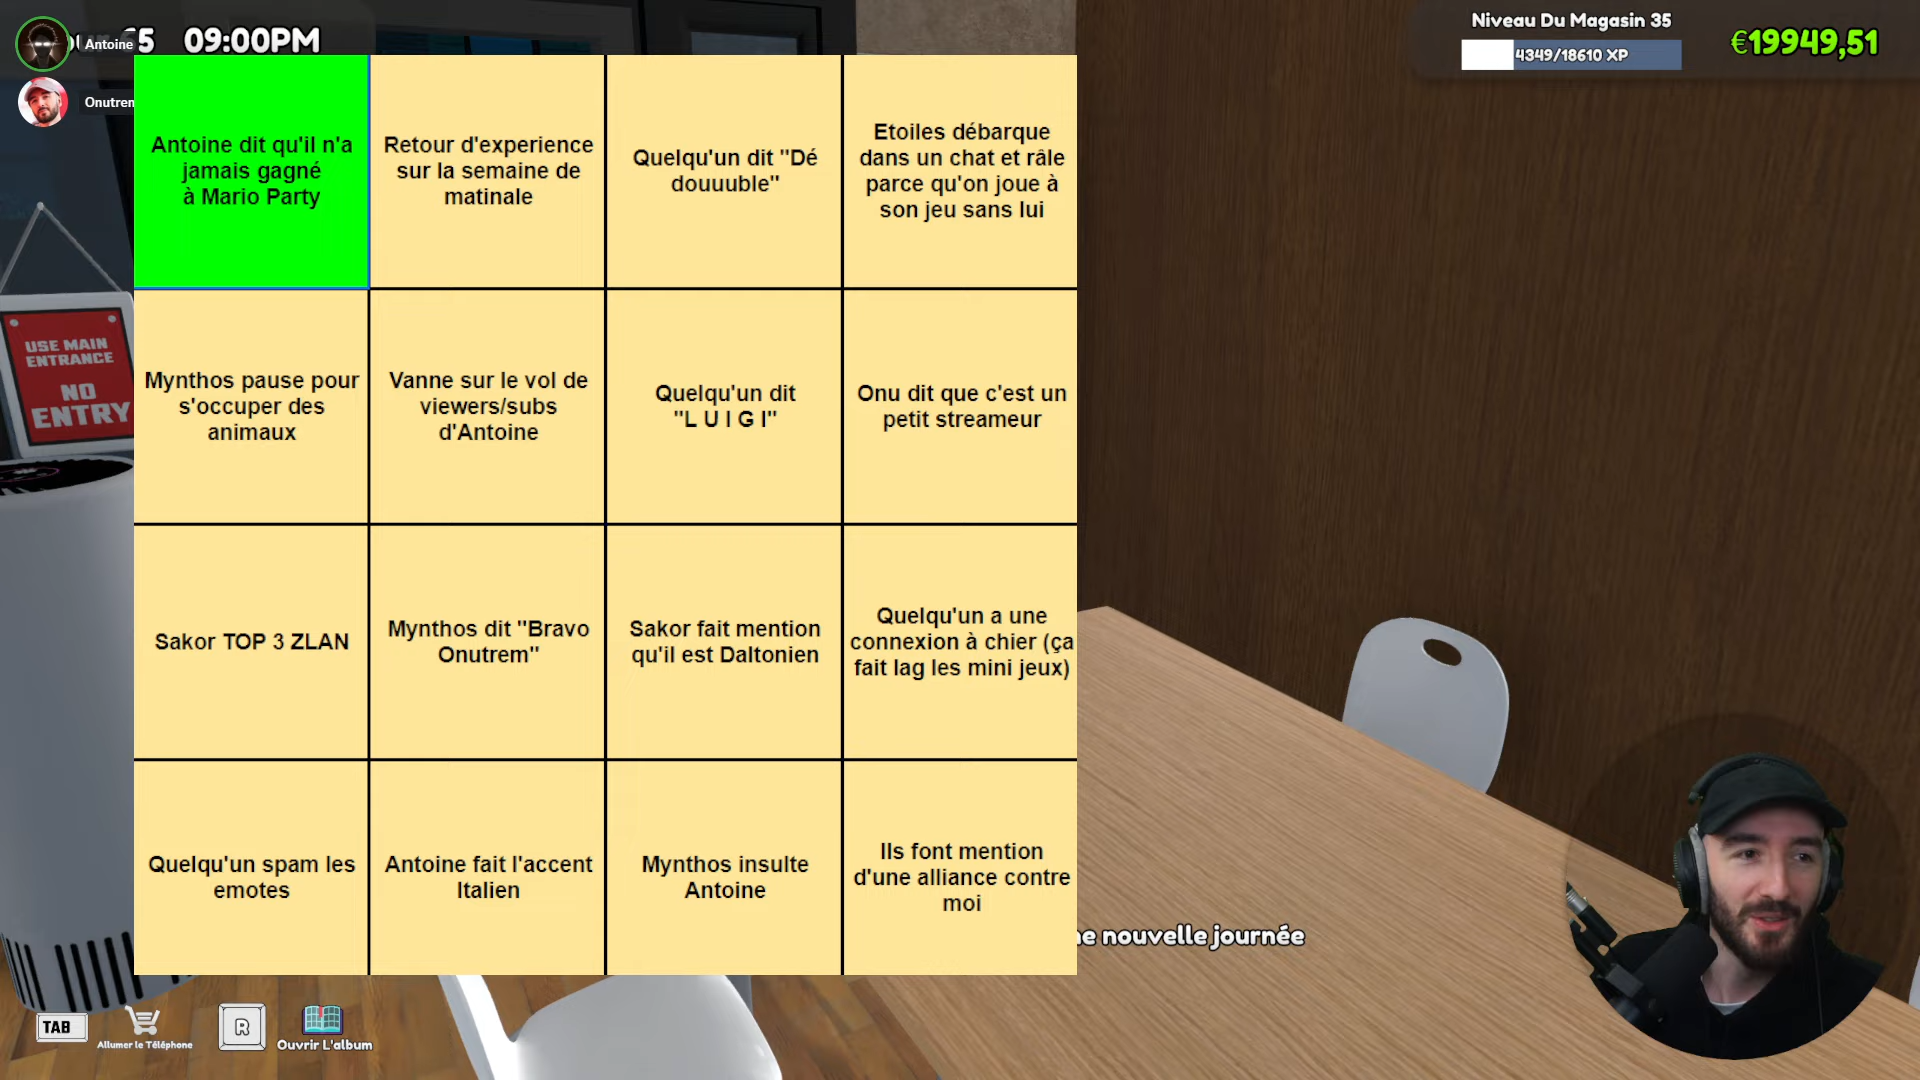 Antoine
65
09:00PM
Niveau Du Magasin 35
4349/18610 XP
€19949,51
Onutrem
Antoine dit qu'il n'a
jamais gagné
à Mario Party
Retour d'experience
sur la semaine de
matinale
Quelqu'un dit "Dé
douuuble"
Etoiles débarque
dans un chat et râle
parce qu'on joue à
son jeu sans lui
USE MAIN
ENTRANCE
NO
ENTRY
Mynthos pause pour
s'occuper des
animaux
Vanne sur le vol de
viewers/subs
d'Antoine
Quelqu'un dit
"L U I G I"
Onu dit que c'est un
petit streameur
Sakor TOP 3 ZLAN
Mynthos dit "Bravo
Onutrem"
Sakor fait mention
qu'il est Daltonien
Quelqu'un a une
connexion à chier (ça
fait lag les mini jeux)
Quelqu'un spam les
emotes
Antoine fait l'accent
Italien
Mynthos insulte
Antoine
Ils font mention
d'une alliance contre
moi
nouvelle journée
TAB
Allumer le Téléphone
R
Ouvrir L'album